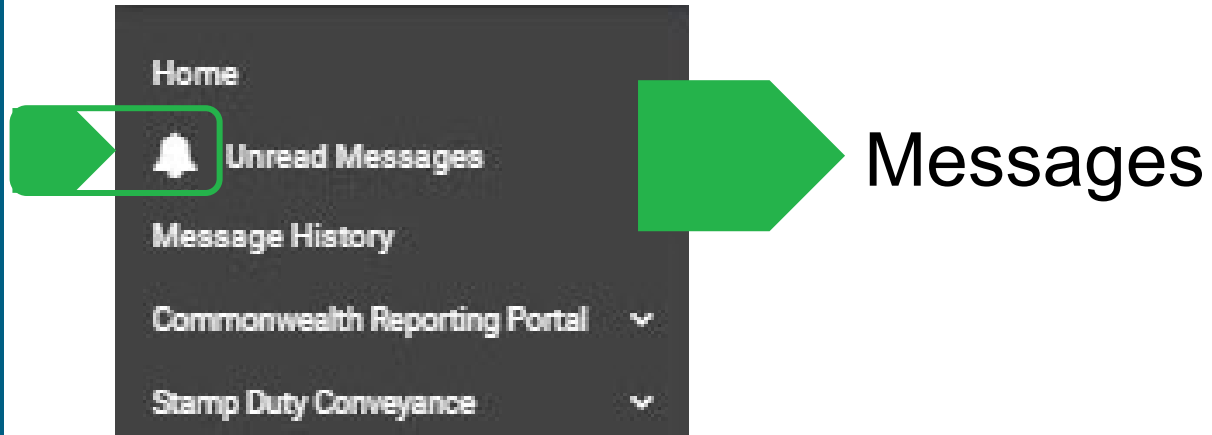 Home
Unread Messages
Messages
Message History
Commonwealth Reporting Portal
Stamp Duty Conveyance